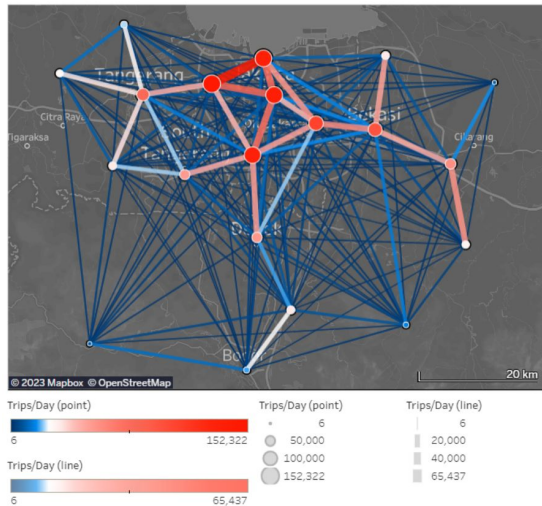 Tangerang
Citra Raya
Tigaraksa
Bekasi
Cikarang
Depok
Bogor
© 2023 Mapbox © OpenStreetMap
20 km
Trips/Day (point)
6
152,322
Trips/Day (line)
6
65,437
Trips/Day (point)
6
50,000
100,000
152,322
Trips/Day (line)
6
20,000
40,000
65,437